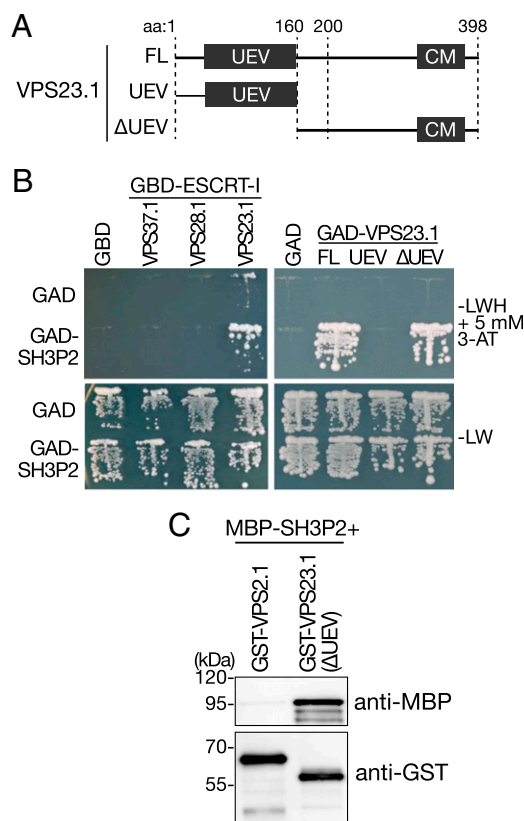 A
aa:1 160 200 398
VPS23.1
FL UEV CM
UEV UEV
ΔUEV CM
B
GBD-ESCRT-I
GBD VPS37.1 VPS28.1 VPS23.1
GAD GAD-VPS23.1
FL UEV ΔUEV
GAD
GAD-SH3P2
-LWH
+ 5 mM
3-AT
GAD
GAD-SH3P2
-LW
C
MBP-SH3P2+
GST-VPS2.1
GST-VPS23.1
(ΔUEV)
(kDa)
120-
95-
anti-MBP
70-
55-
anti-GST